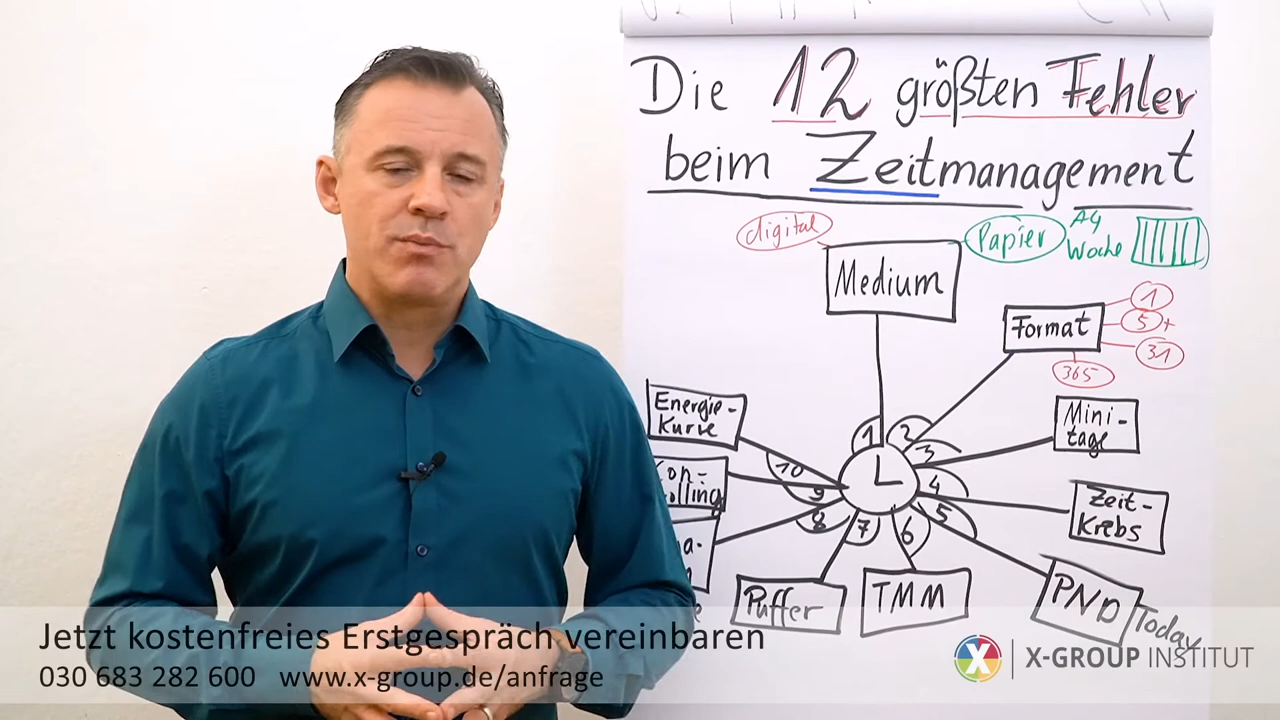 Die 12 größten Fehler
beim Zeitmanagement
digital
Papier
A4
Woche
Medium
Format
1
5+
31
365
Energie-
Kurve
Mini-
tage
Zeit-
Krebs
PND
Today
TMM
Puffer
1
2
3
4
5
6
7
8
9
10
Jetzt kostenfreies Erstgespräch vereinbaren
030 683 282 600 www.x-group.de/anfrage
X X-GROUP INSTITUT